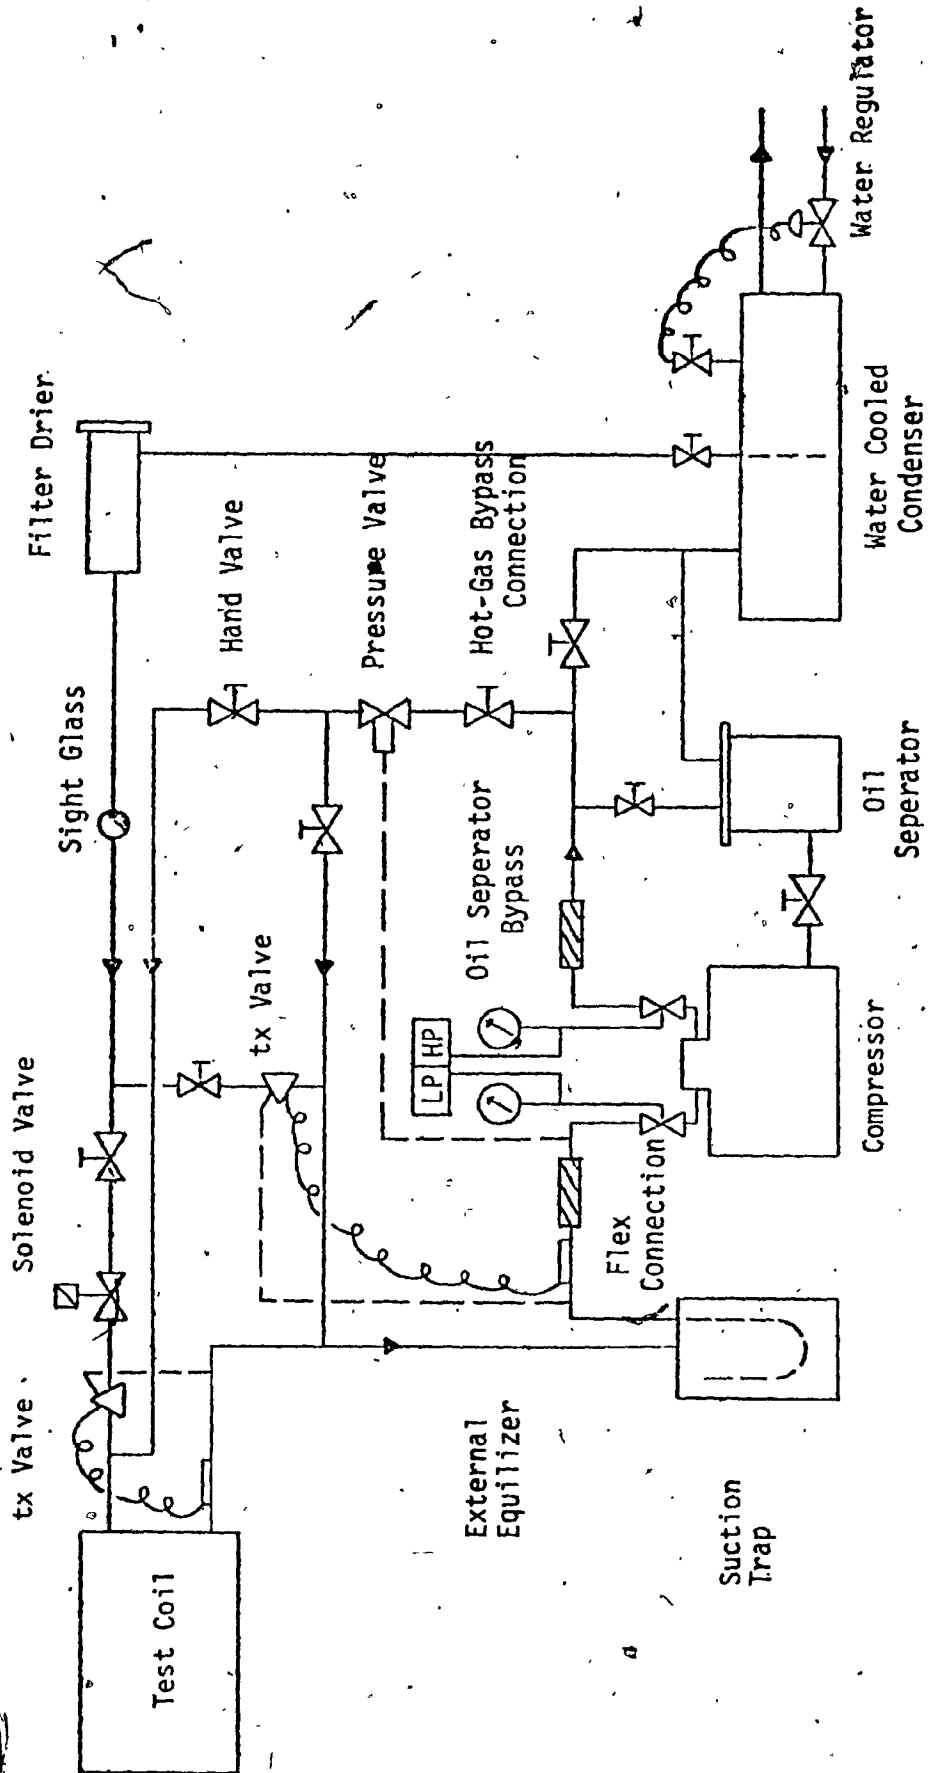 tx Valve
Solenoid Valve
Sight Glass
Filter Drier
Test Coil
tx Valve
Hand Valve
Pressure Valve
Hot-Gas Bypass
Connection
LP HP
Oil Seperator
Bypass
External
Equilizer
Flex
Connection
Suction
Trap
Compressor
Oil
Seperator
Water Cooled
Condenser
Water Regulator